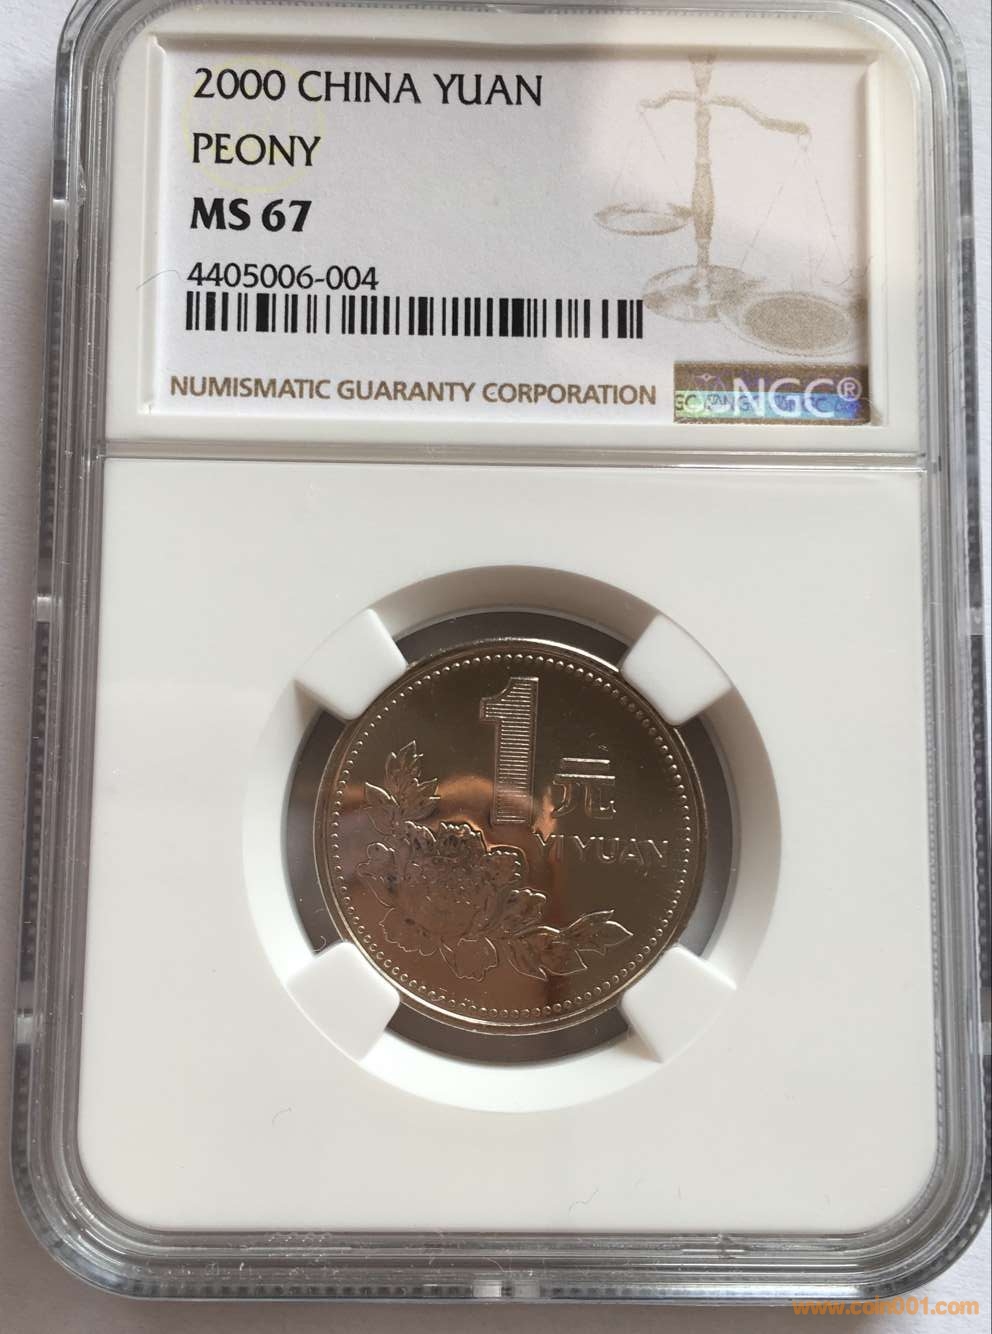 2000 CHINA YUAN
PEONY
MS 67
4405006-004
NUMISMATIC GUARANTY CORPORATION
NGC®
1
元
YI YUAN
www.coin001.com